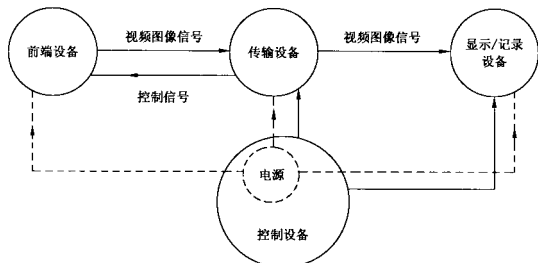 视频图像信号
视频图像信号
前端设备
传输设备
显示/记录
设备
控制信号
电源
控制设备